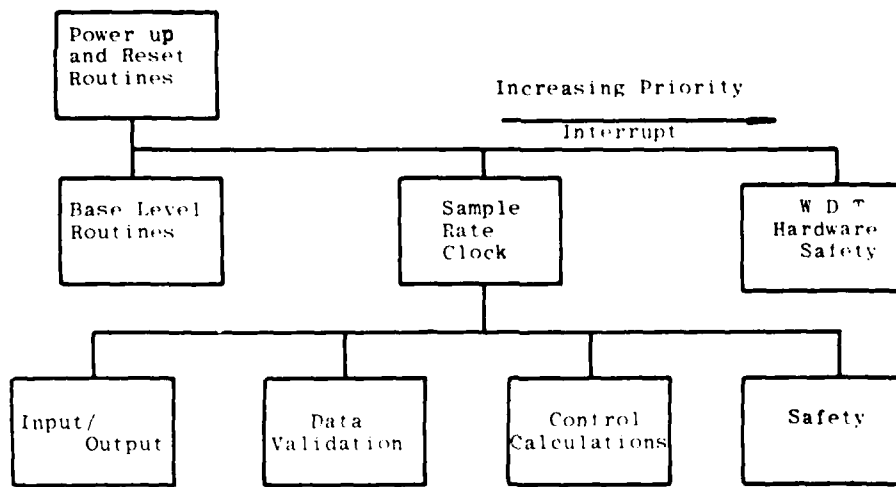 Power up
and Reset
Routines
Increasing Priority
Interrupt
Base Level
Routines
Sample
Rate
Clock
W D T
Hardware
Safety
Input/
Output
Data
Validation
Control
Calculations
Safety